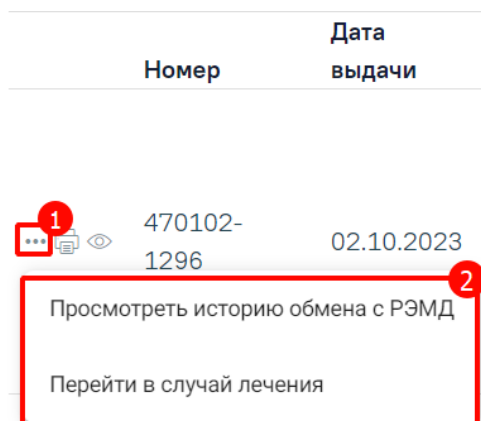 Дата
Номер выдачи
1
470102-
02.10.2023
1296
2
Просмотреть историю обмена с РЭМД
Перейти в случай лечения